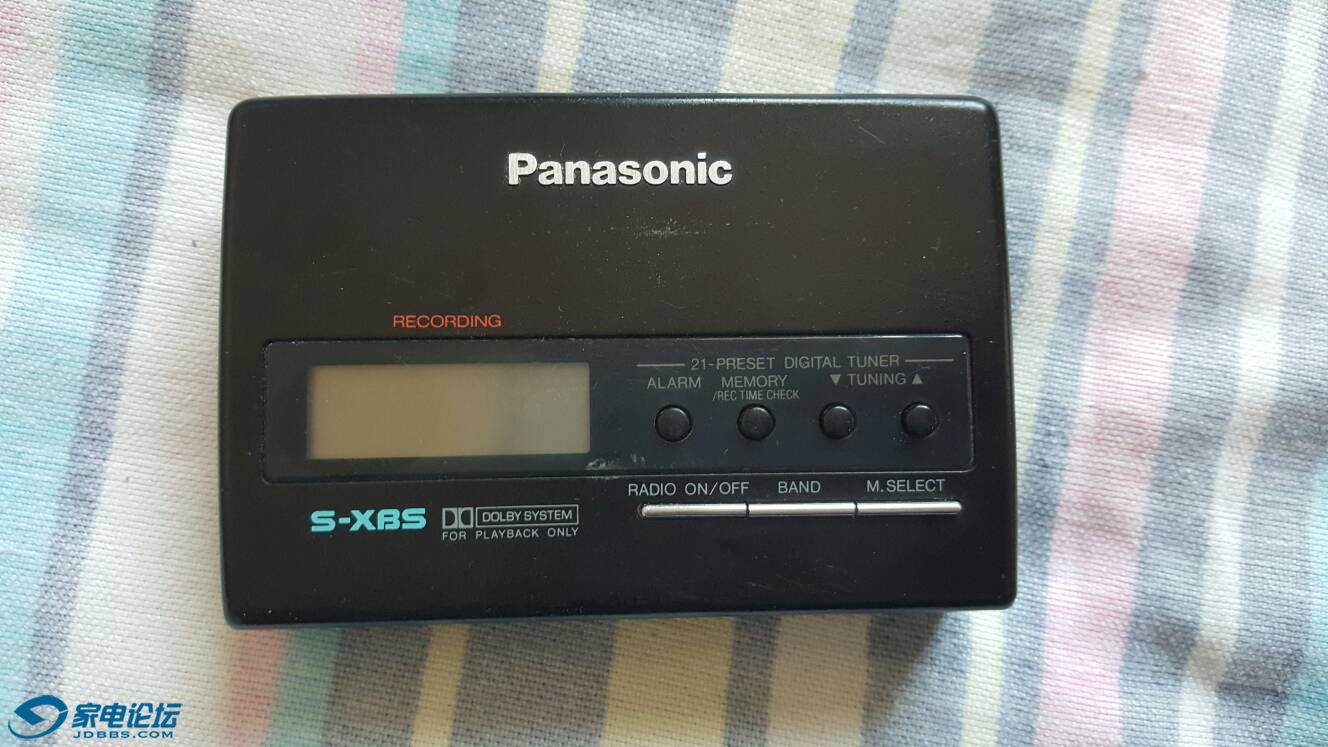 Panasonic
RECORDING
21-PRESET DIGITAL TUNER
ALARM MEMORY ▼ TUNING ▲
/REC TIME CHECK
RADIO ON/OFF BAND M.SELECT
S-XBS DOLBY SYSTEM
FOR PLAYBACK ONLY
家电论坛
JDBBS.COM